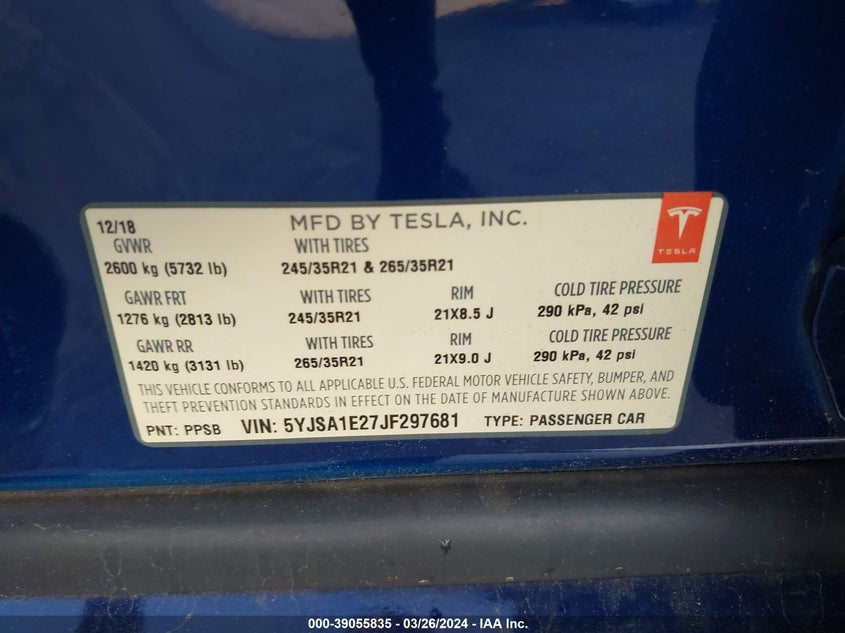 12/18 MFD BY TESLA, INC.
TESLA
GVWR WITH TIRES
2600 kg (5732 lb) 245/35R21 & 265/35R21
GAWR FRT WITH TIRES RIM COLD TIRE PRESSURE
1276 kg (2813 lb) 245/35R21 21X8.5 J 290 kPa, 42 psi
GAWR RR WITH TIRES RIM COLD TIRE PRESSURE
1420 kg (3131 lb) 265/35R21 21X9.0 J 290 kPa, 42 psi
THIS VEHICLE CONFORMS TO ALL APPLICABLE U.S. FEDERAL MOTOR VEHICLE SAFETY, BUMPER, AND
THEFT PREVENTION STANDARDS IN EFFECT ON THE DATE OF MANUFACTURE SHOWN ABOVE.
PNT: PPSB VIN: 5YJSA1E27JF297681 TYPE: PASSENGER CAR
000-39055835 - 03/26/2024 - IAA Inc.